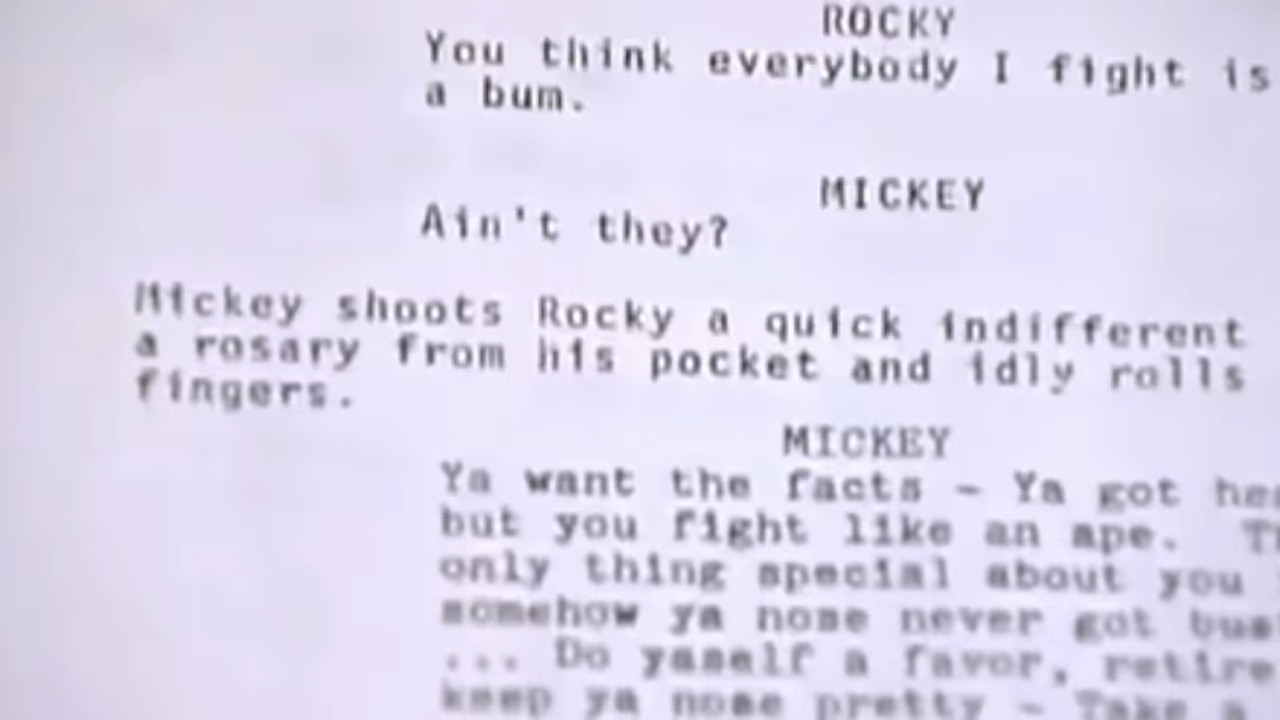 ROCKY
You think everybody I fight is
a bum.
MICKEY
Ain't they?
Mickey shoots Rocky a quick indifferent
a rosary from his pocket and idly rolls
fingers.
MICKEY
Ya want the facts - Ya got
but you fight like an ape.
only thing special about you
somehow ya nose never got
... Do yaself a favor, retire
keep ya nose pretty - Take a